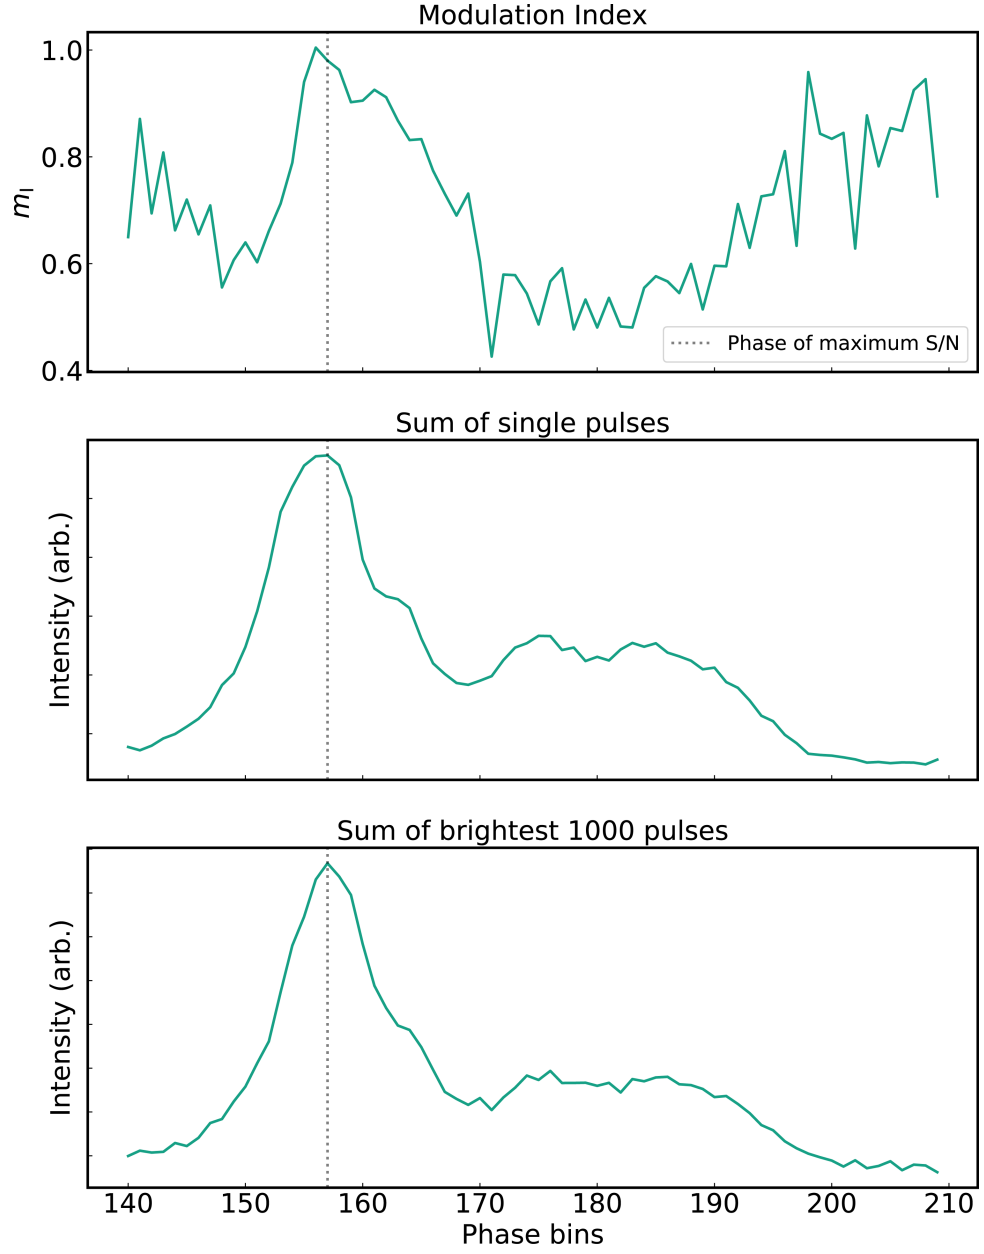 Modulation Index
1.0
0.8
0.6
0.4
m_I
Phase of maximum S/N
Sum of single pulses
Intensity (arb.)
Sum of brightest 1000 pulses
Intensity (arb.)
140 150 160 170 180 190 200 210
Phase bins